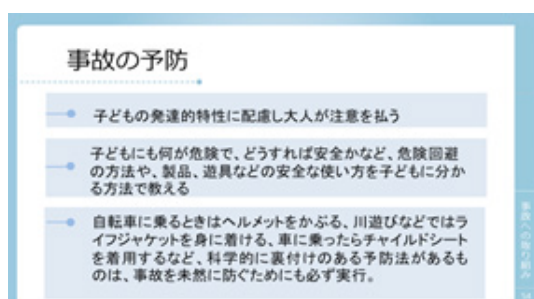 事故の予防
子どもの発達的特性に配慮し大人が注意を払う
子どもにも何が危険で、どうすれば安全かなど、危険回避
の方法や、製品、遊具などの安全な使い方を子どもに分か
る方法で教える
自転車に乗るときはヘルメットをかぶる、川遊びなどではラ
イフジャケットを身に着ける、車に乗ったらチャイルドシート
を着用するなど、科学的に裏付けのある予防法があるも
のは、事故を未然に防ぐためにも必ず実行。
事故への取り組み